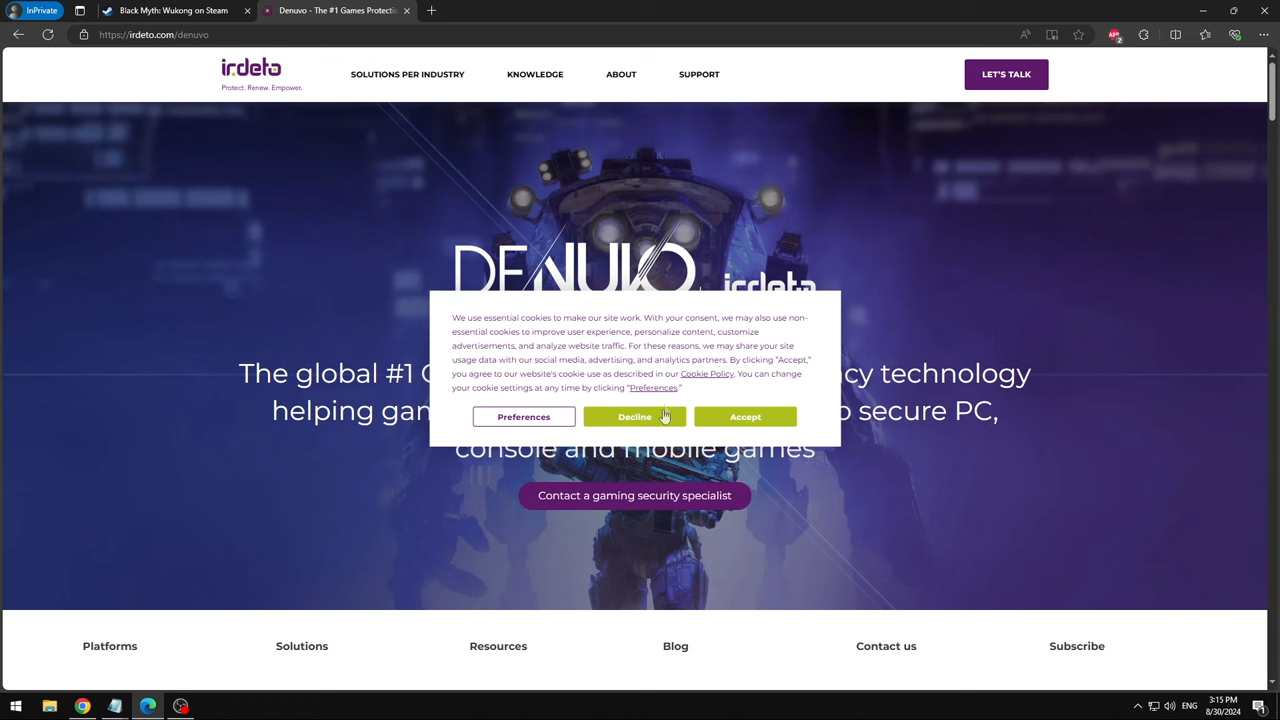 InPrivate
Black Myth: Wukong on Steam
Denuvo - The #1 Games Protecti
https://irdeto.com/denuvo
ABP
2
irdeto
Protect. Renew. Empower.
SOLUTIONS PER INDUSTRY
KNOWLEDGE
ABOUT
SUPPORT
LET'S TALK
DENUVO
irdeto
We use essential cookies to make our site work. With your consent, we may also use non-
essential cookies to improve user experience, personalize content, customize
advertisements, and analyze website traffic. For these reasons, we may share your site
usage data with our social media, advertising, and analytics partners. By clicking "Accept,"
you agree to our website's cookie use as described in our Cookie Policy. You can change
your cookie settings at any time by clicking "Preferences."
Preferences
Decline
Accept
The global #1 technology
helping secure PC,
console and mobile games
Contact a gaming security specialist
Platforms
Solutions
Resources
Blog
Contact us
Subscribe
ENG
3:15 PM
8/30/2024
1